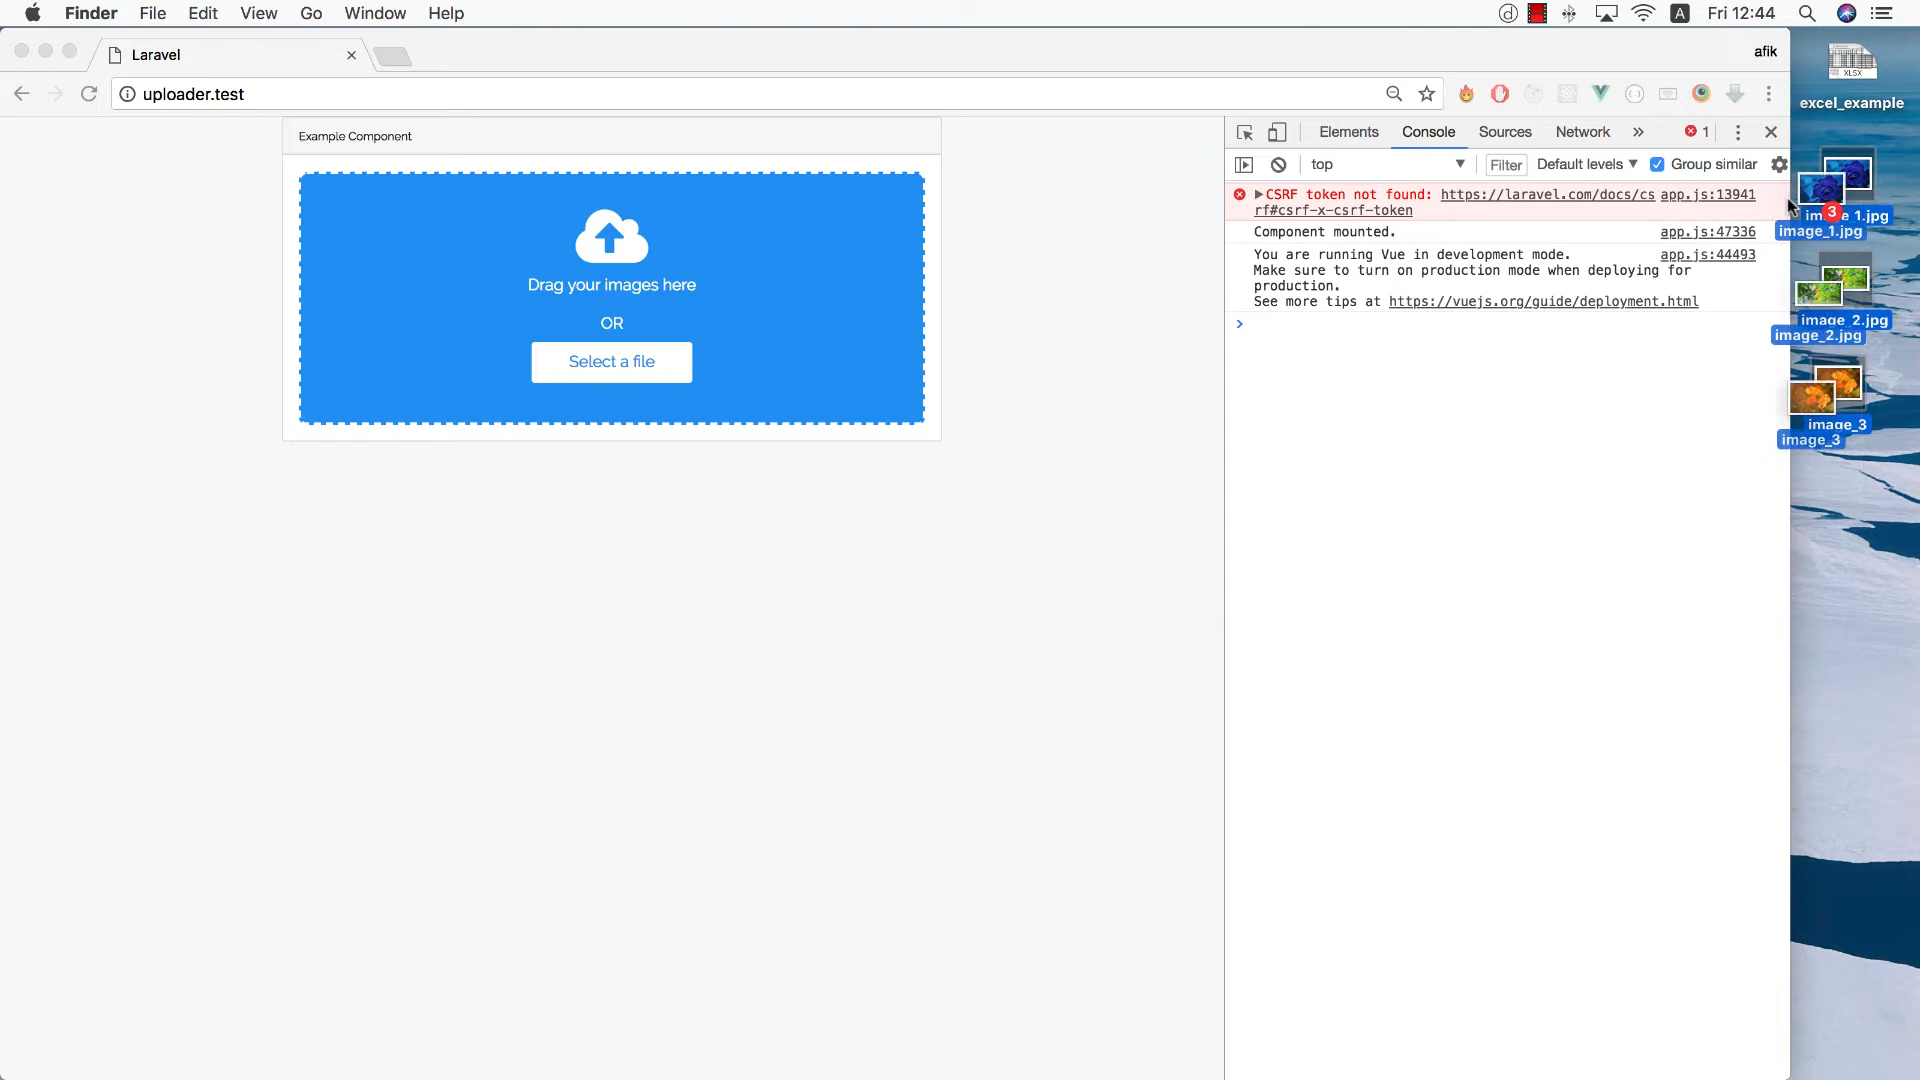 Finder File Edit View Go Window Help
Fri 12:44
Laravel
afik
uploader.test
Example Component
Drag your images here
OR
Select a file
Elements Console Sources Network » 1
top Filter Default levels Group similar
CSRF token not found: https://laravel.com/docs/cs app.js:13941
rf#csrf-x-csrf-token
Component mounted. app.js:47336
You are running Vue in development mode. app.js:44493
Make sure to turn on production mode when deploying for
production.
See more tips at https://vuejs.org/guide/deployment.html
XLSX
excel_example
3
image_1.jpg
image_1.jpg
image_2.jpg
image_2.jpg
image_3
image_3